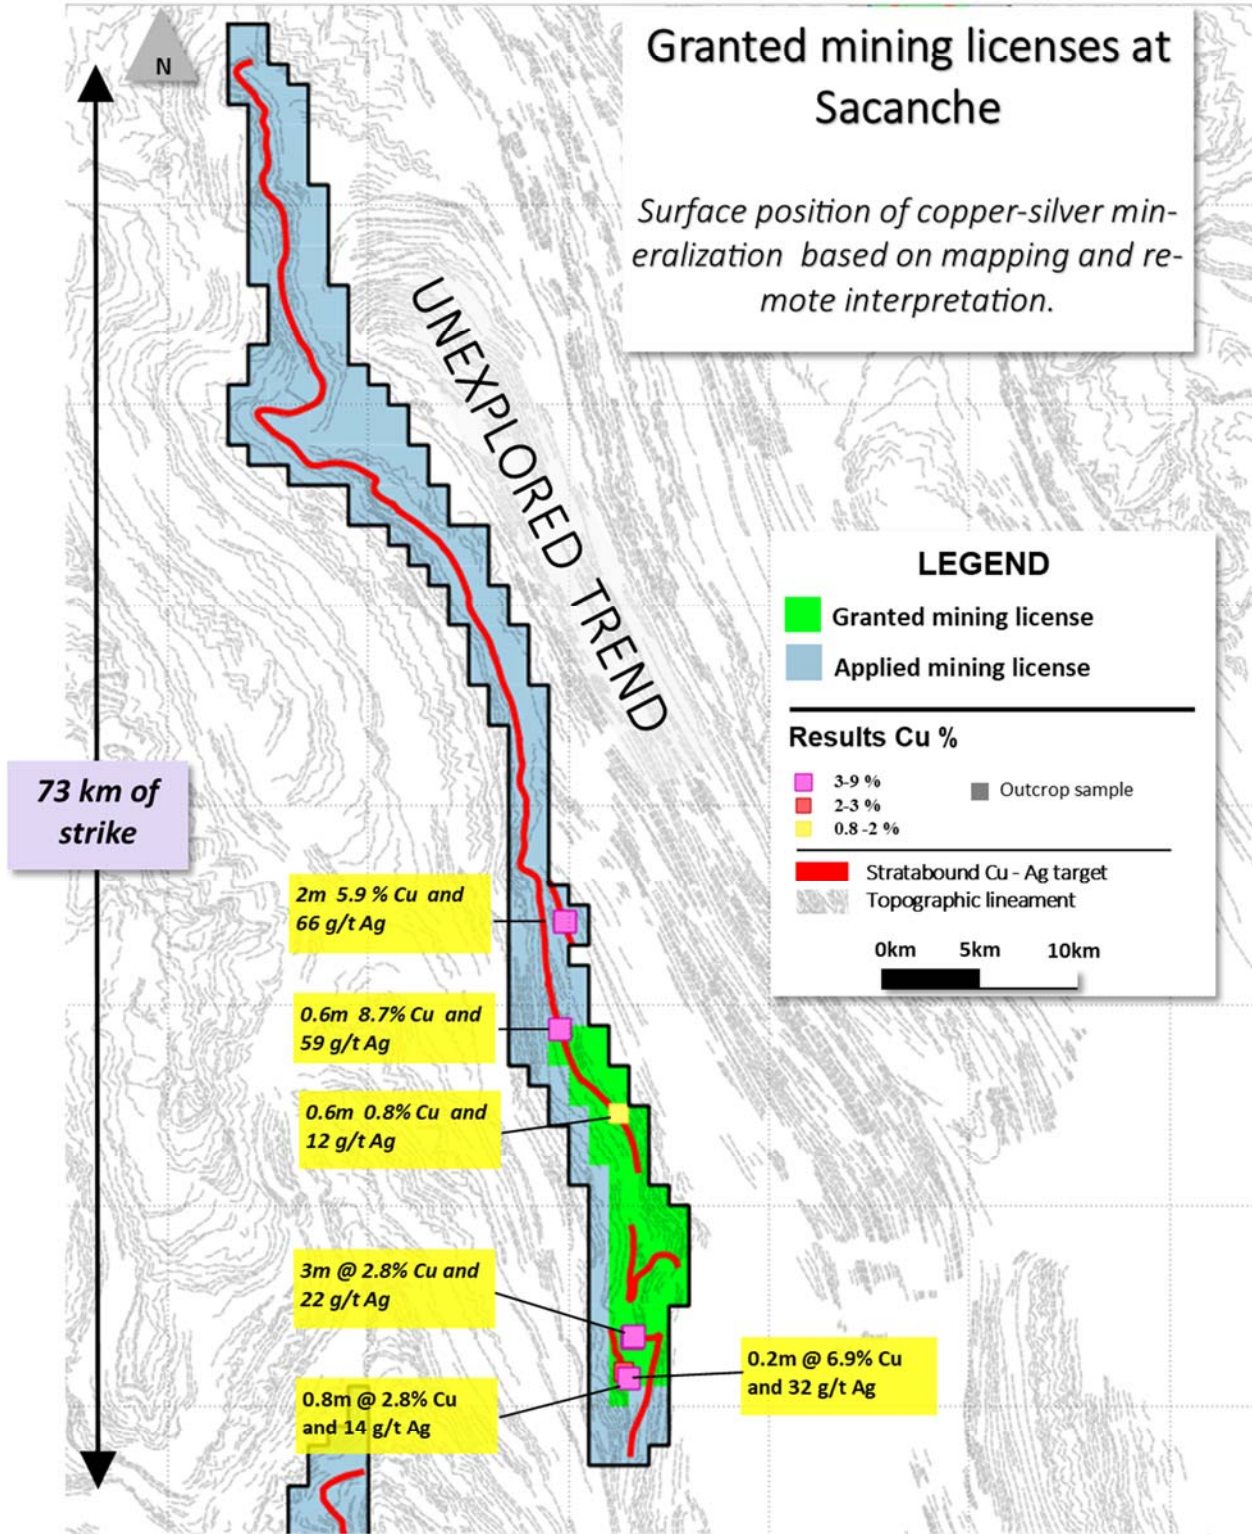 N
Granted mining licenses at
Sacanche
Surface position of copper-silver min-
eralization based on mapping and re-
mote interpretation.
UNEXPLORED TREND
LEGEND
Granted mining license
Applied mining license
Results Cu %
3-9 %
2-3 %
0.8 -2 %
Outcrop sample
Stratabound Cu - Ag target
Topographic lineament
0km 5km 10km
73 km of
strike
2m 5.9 % Cu and
66 g/t Ag
0.6m 8.7% Cu and
59 g/t Ag
0.6m 0.8% Cu and
12 g/t Ag
3m @ 2.8% Cu and
22 g/t Ag
0.2m @ 6.9% Cu
and 32 g/t Ag
0.8m @ 2.8% Cu
and 14 g/t Ag